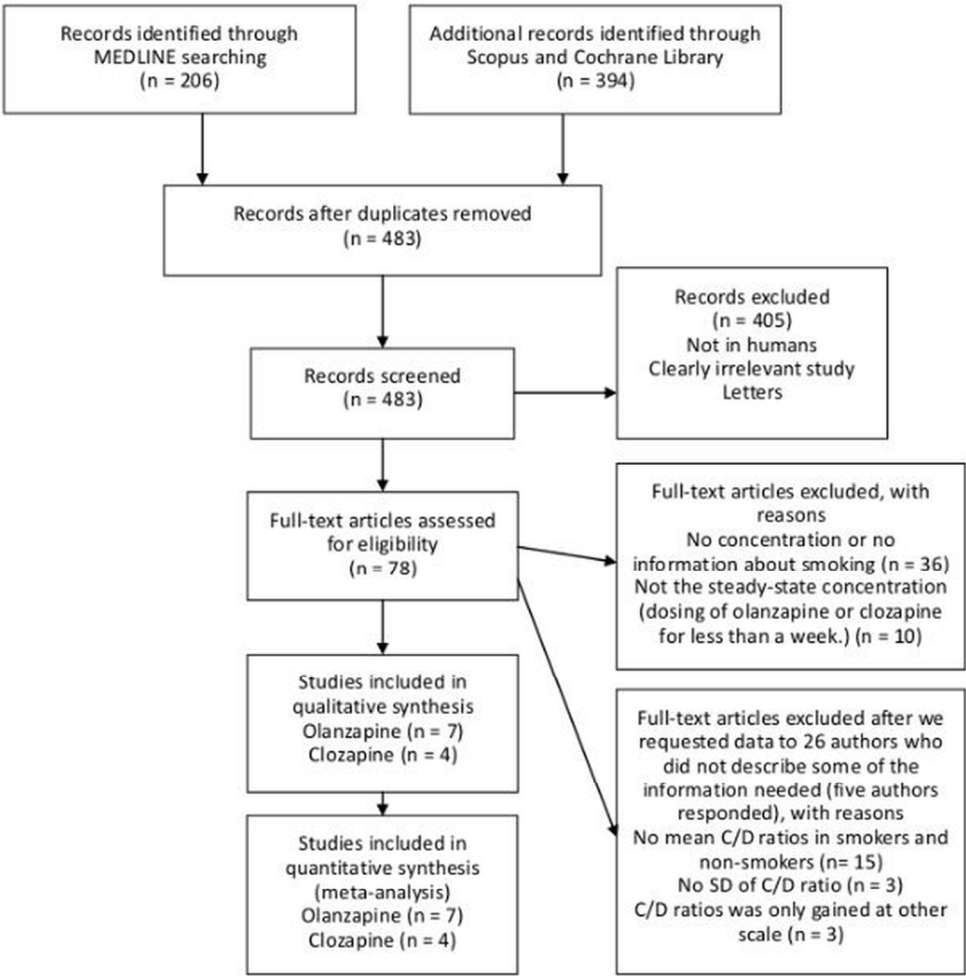 Records identified through
MEDLINE searching
(n = 206)
Additional records identified through
Scopus and Cochrane Library
(n = 394)
Records after duplicates removed
(n = 483)
Records excluded
(n = 405)
Not in humans
Clearly irrelevant study
Letters
Records screened
(n = 483)
Full-text articles assessed
for eligibility
(n = 78)
Full-text articles excluded, with
reasons
No concentration or no
information about smoking (n = 36)
Not the steady-state concentration
(dosing of olanzapine or clozapine
for less than a week.) (n = 10)
Studies included in
qualitative synthesis
Olanzapine (n = 7)
Clozapine (n = 4)
Full-text articles excluded after we
requested data to 26 authors who
did not describe some of the
information needed (five authors
responded), with reasons
No mean C/D ratios in smokers and
non-smokers (n= 15)
No SD of C/D ratio (n = 3)
C/D ratios was only gained at other
scale (n = 3)
Studies included in
quantitative synthesis
(meta-analysis)
Olanzapine (n = 7)
Clozapine (n = 4)